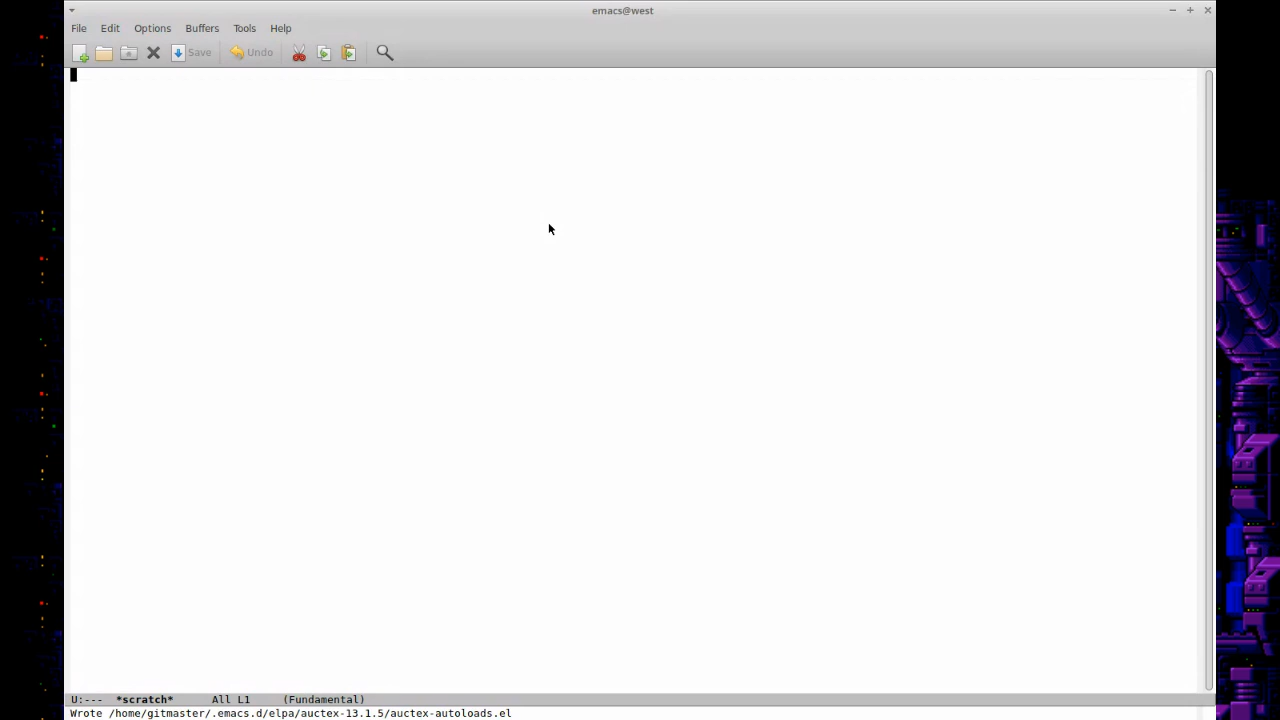 emacs@west
File Edit Options Buffers Tools Help
Save Undo
U:--- *scratch* All L1 (Fundamental)
Wrote /home/gitmaster/.emacs.d/elpa/auctex-13.1.5/auctex-autoloads.el